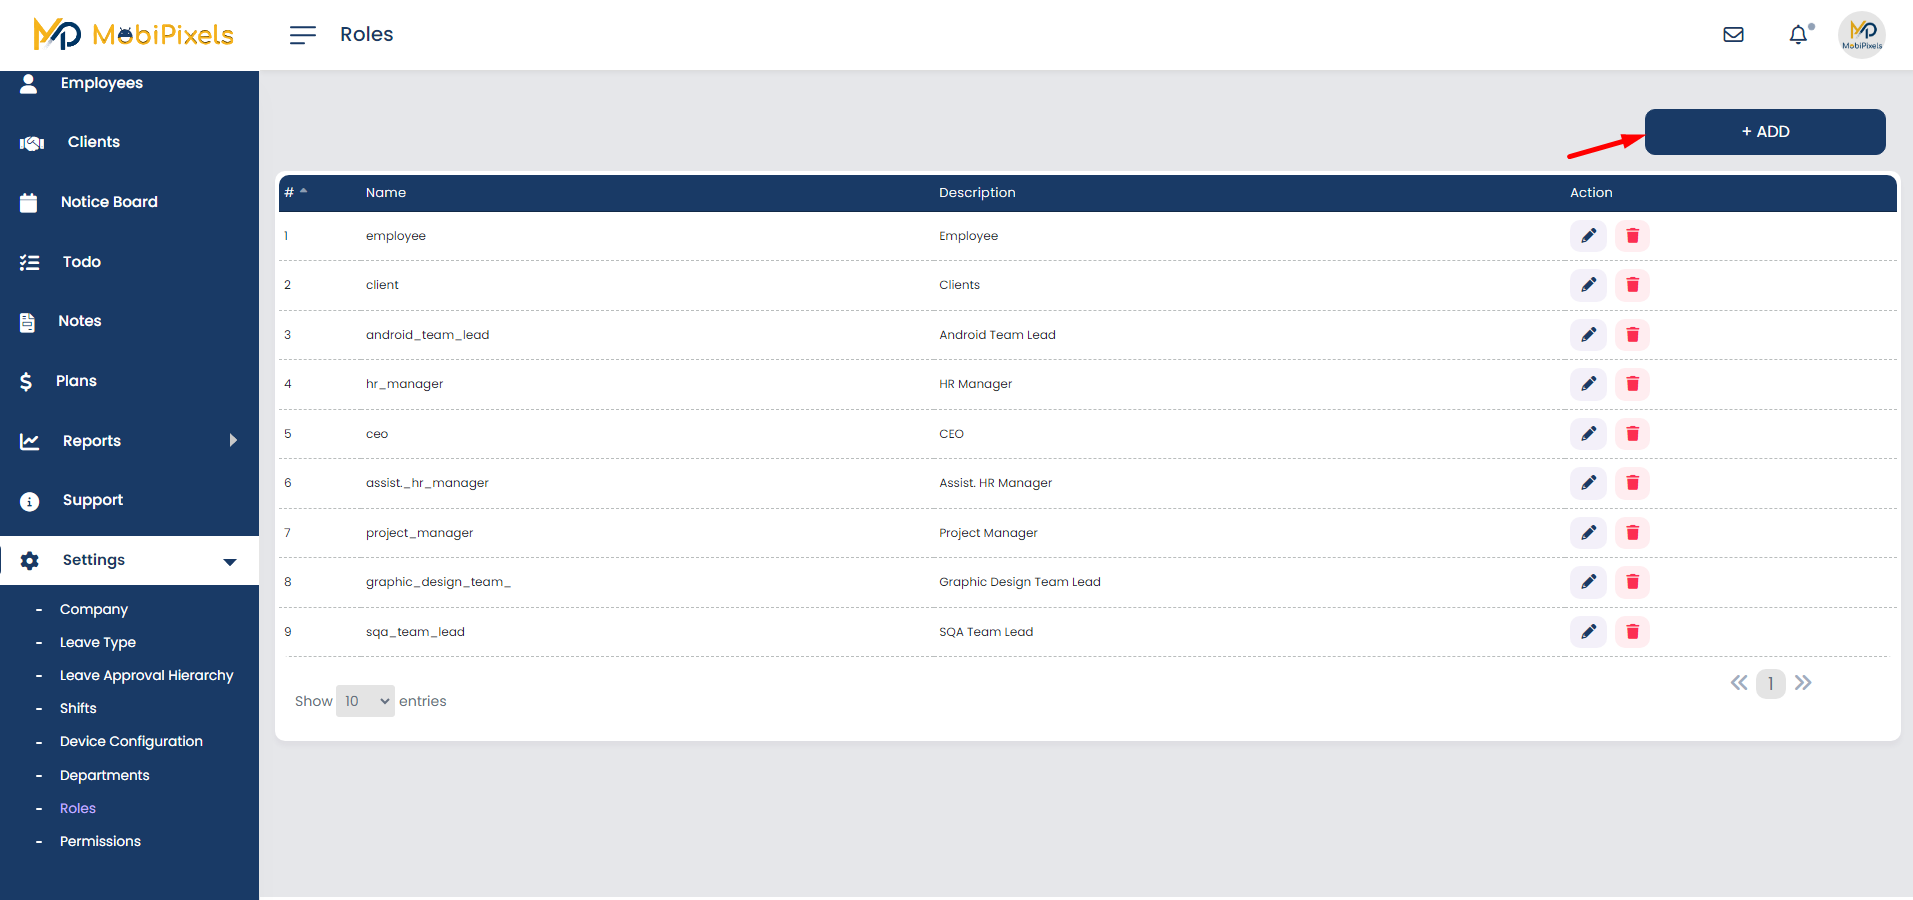 MobiPixels
Roles
MobiPixels
Employees
Clients
Notice Board
Todo
Notes
Plans
Reports
Support
Settings
- Company
- Leave Type
- Leave Approval Hierarchy
- Shifts
- Device Configuration
- Departments
- Roles
- Permissions
+ ADD
# Name Description Action
1 employee Employee
2 client Clients
3 android_team_lead Android Team Lead
4 hr_manager HR Manager
5 ceo CEO
6 assist._hr_manager Assist. HR Manager
7 project_manager Project Manager
8 graphic_design_team_ Graphic Design Team Lead
9 sqa_team_lead SQA Team Lead
Show 10 entries
« 1 »